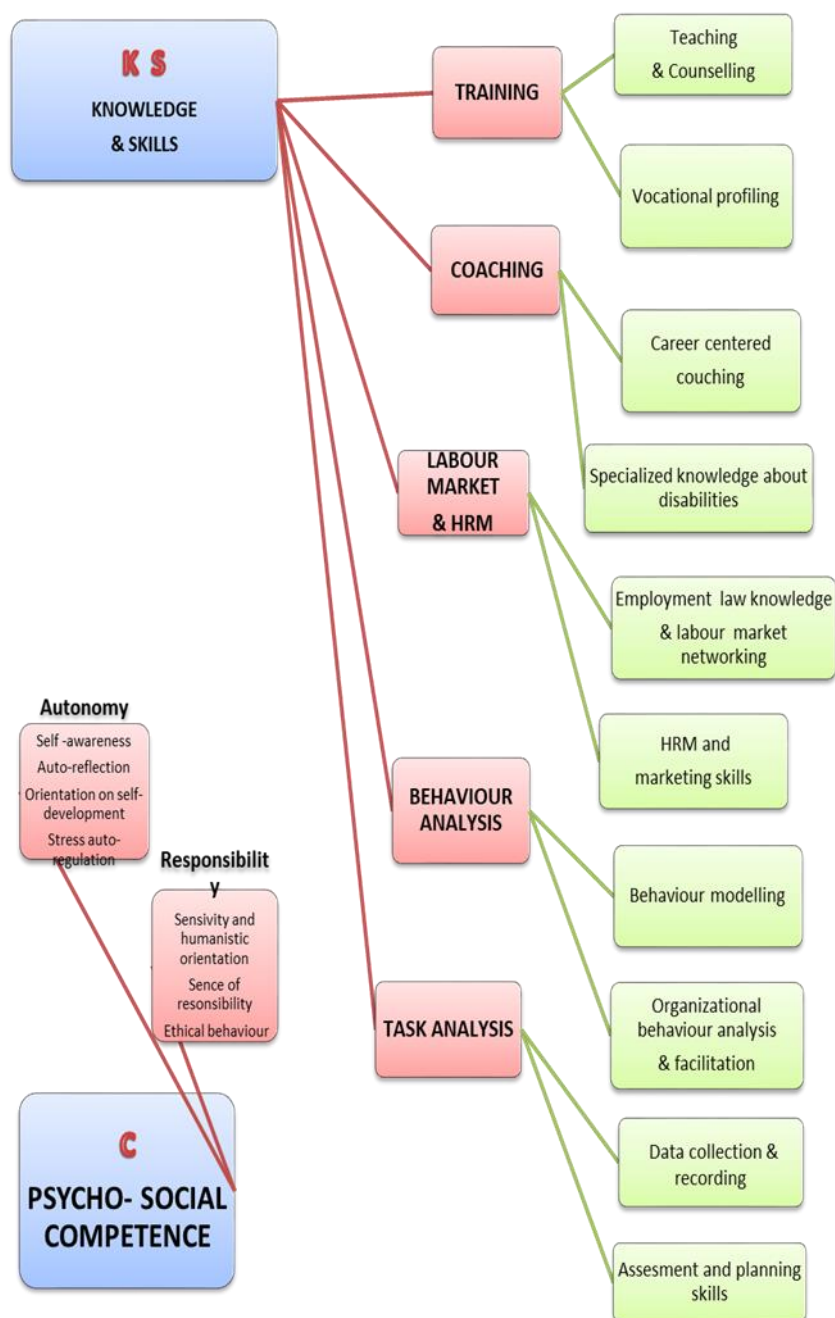 K S
KNOWLEDGE
& SKILLS
TRAINING
Teaching
& Counselling
Vocational profiling
COACHING
Career centered
couching
Specialized knowledge about
disabilities
LABOUR
MARKET
& HRM
Employment law knowledge
& labour market
networking
HRM and
marketing skills
BEHAVIOUR
ANALYSIS
Behaviour modelling
Organizational
behaviour analysis
& facilitation
TASK ANALYSIS
Data collection &
recording
Assesment and planning
skills
Autonomy
Self -awareness
Auto-reflection
Orientation on self-
development
Stress auto-
regulation
Responsibilit
y
Sensivity and
humanistic
orientation
Sence of
resonsibility
Ethical behaviour
C
PSYCHO- SOCIAL
COMPETENCE